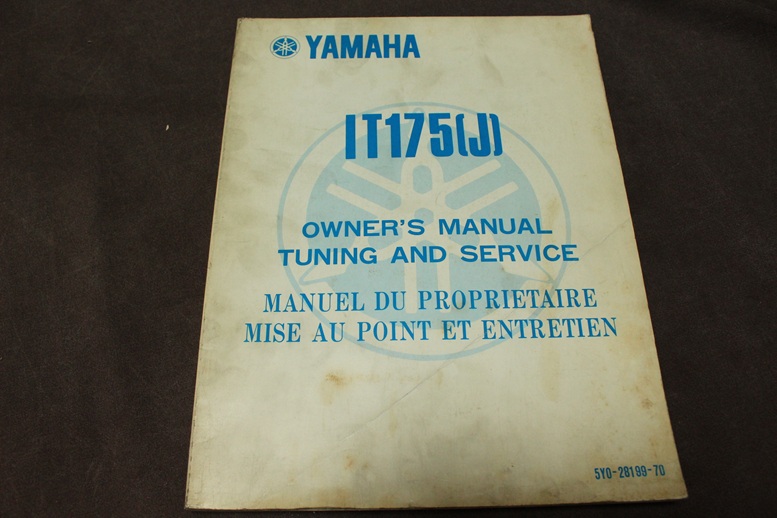 YAMAHA
IT175(J)
OWNER'S MANUAL
TUNING AND SERVICE
MANUEL DU PROPRIETAIRE
MISE AU POINT ET ENTRETIEN
5Y0-28199-70